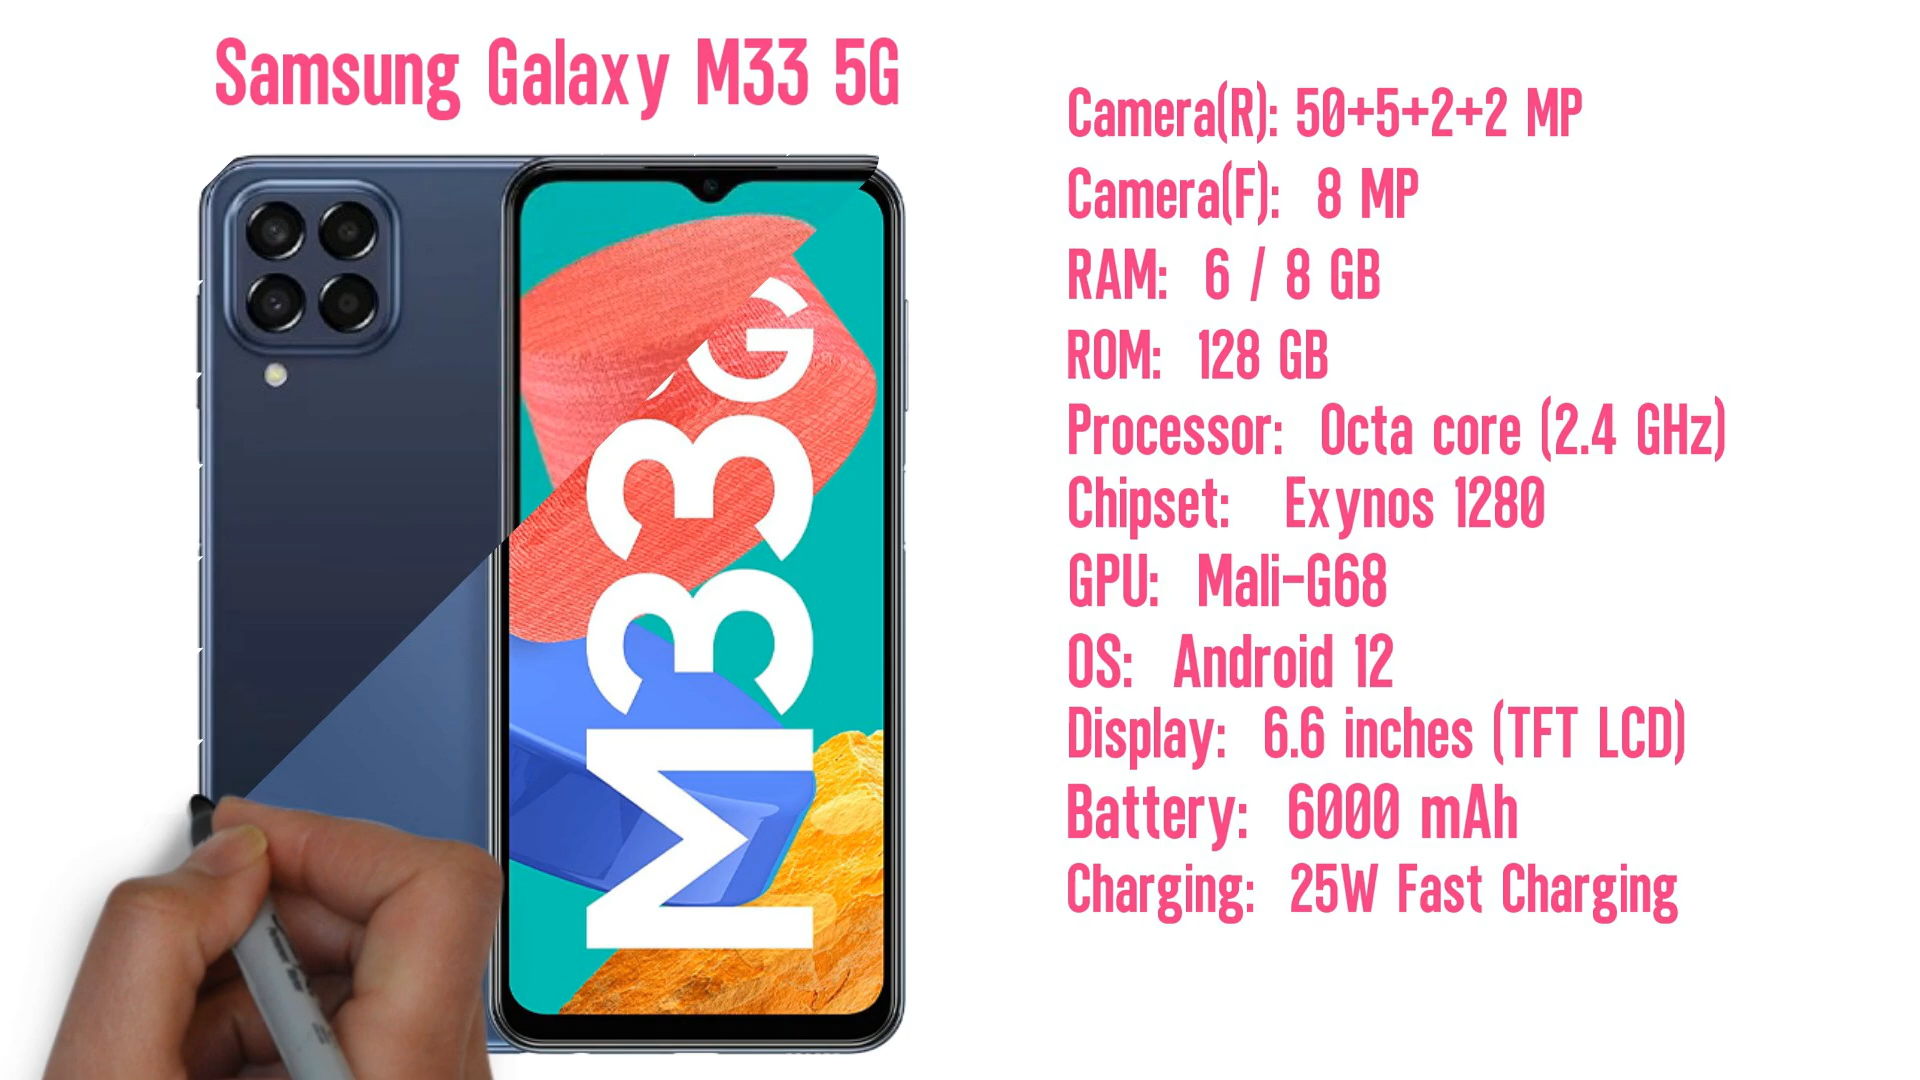 Samsung Galaxy M33 5G
M33 5G
Camera(R): 50+5+2+2 MP
Camera(F): 8 MP
RAM: 6 / 8 GB
ROM: 128 GB
Processor: Octa core (2.4 GHz)
Chipset: Exynos 1280
GPU: Mali-G68
OS: Android 12
Display: 6.6 inches (TFT LCD)
Battery: 6000 mAh
Charging: 25W Fast Charging